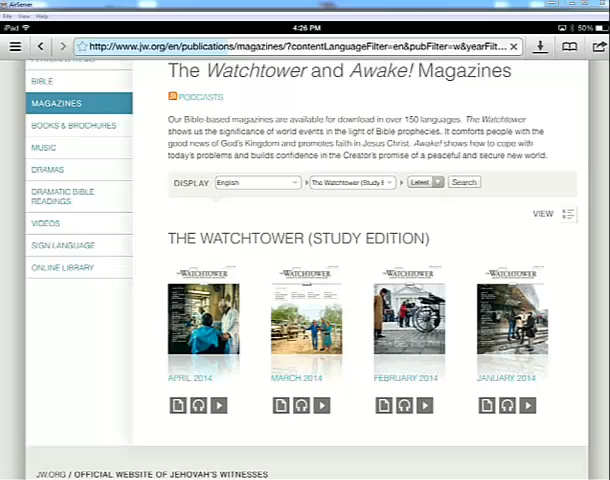 AirServer
File View
iPad
4:26 PM
50%
http://www.jw.org/en/publications/magazines/?contentLanguageFilter=en&pubFilter=w&yearFilt...
BIBLE
The Watchtower and Awake! Magazines
MAGAZINES
PODCASTS
BOOKS & BROCHURES
MUSIC
DRAMAS
DRAMATIC BIBLE
READINGS
VIDEOS
SIGN LANGUAGE
ONLINE LIBRARY
Our Bible-based magazines are available for download in over 150 languages. The Watchtower
shows us the significance of world events in the light of Bible prophecies. It comforts people with the
good news of God's Kingdom and promotes faith in Jesus Christ. Awake! shows how to cope with
today's problems and builds confidence in the Creator's promise of a peaceful and secure new world.
DISPLAY English The Watchtower (Study E Latest Search
VIEW
THE WATCHTOWER (STUDY EDITION)
WATCHTOWER WATCHTOWER WATCHTOWER WATCHTOWER
APRIL 2014 MARCH 2014 FEBRUARY 2014 JANUARY 2014
JW.ORG / OFFICIAL WEBSITE OF JEHOVAH'S WITNESSES